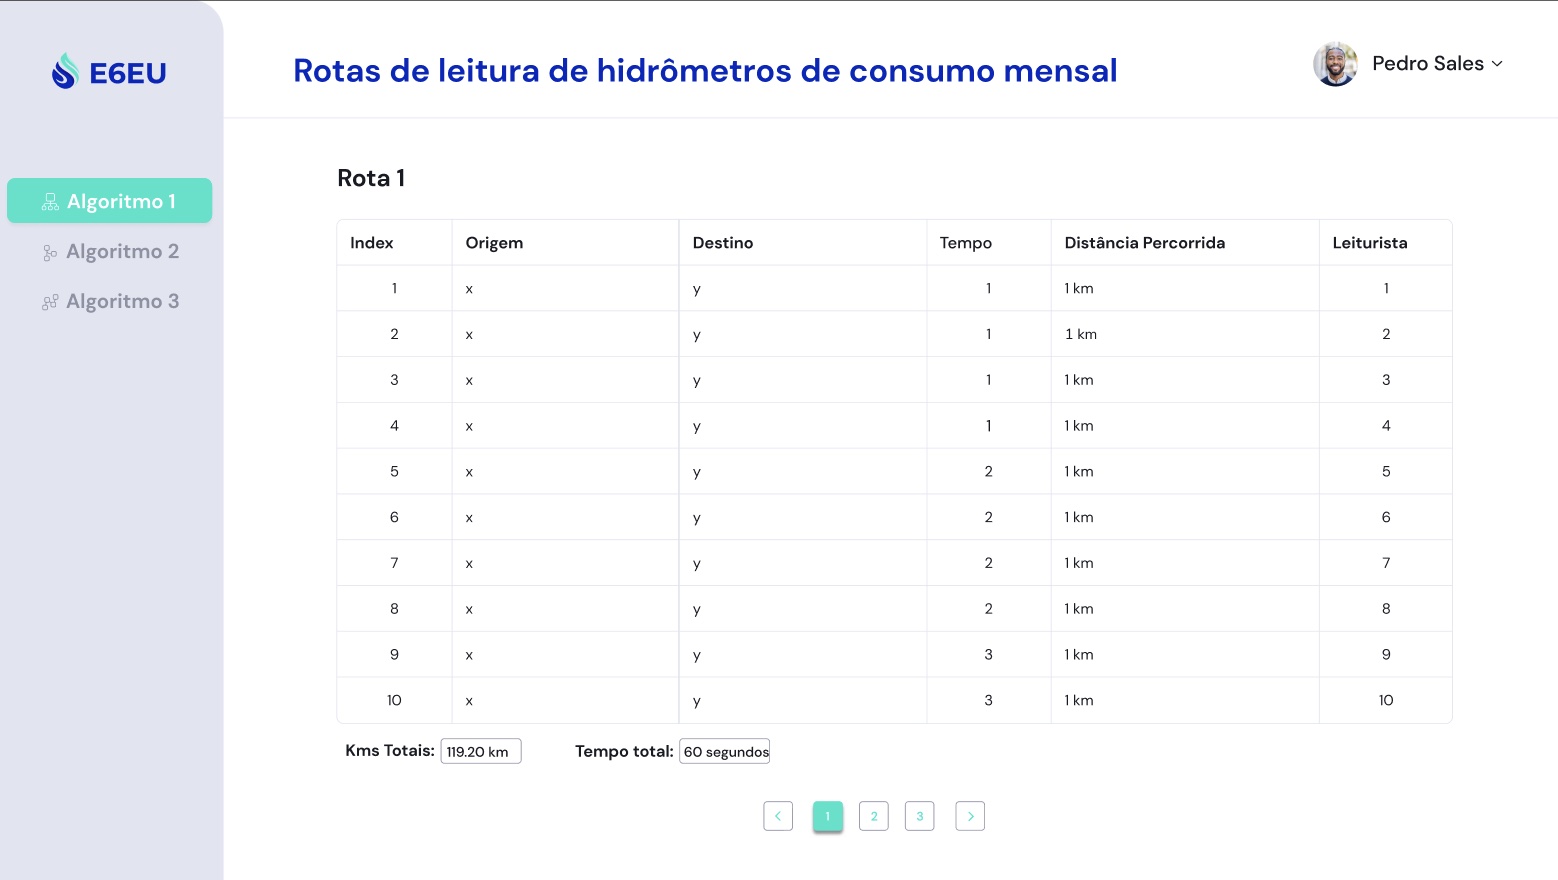 E6EU
Rotas de leitura de hidrômetros de consumo mensal
Pedro Sales
Algoritmo 1
Algoritmo 2
Algoritmo 3
Rota 1
Index Origem Destino Tempo Distância Percorrida Leiturista
1 x y 1 1 km 1
2 x y 1 1 km 2
3 x y 1 1 km 3
4 x y 1 1 km 4
5 x y 2 1 km 5
6 x y 2 1 km 6
7 x y 2 1 km 7
8 x y 2 1 km 8
9 x y 3 1 km 9
10 x y 3 1 km 10
Kms Totais: 119.20 km Tempo total: 60 segundos
1 2 3